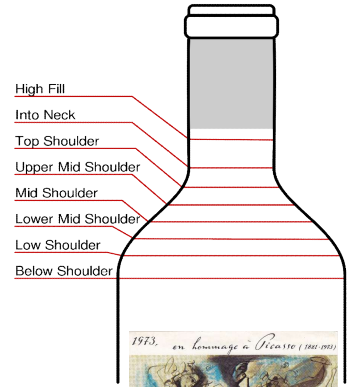 High Fill
Into Neck
Top Shoulder
Upper Mid Shoulder
Mid Shoulder
Lower Mid Shoulder
Low Shoulder
Below Shoulder
1973. en hommage à Picasso (1881-1973)